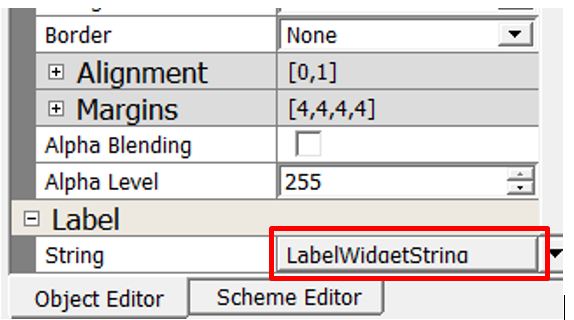 Border None
Alignment [0,1]
Margins [4,4,4,4]
Alpha Blending
Alpha Level 255
Label
String LabelWidgetString
Object Editor Scheme Editor